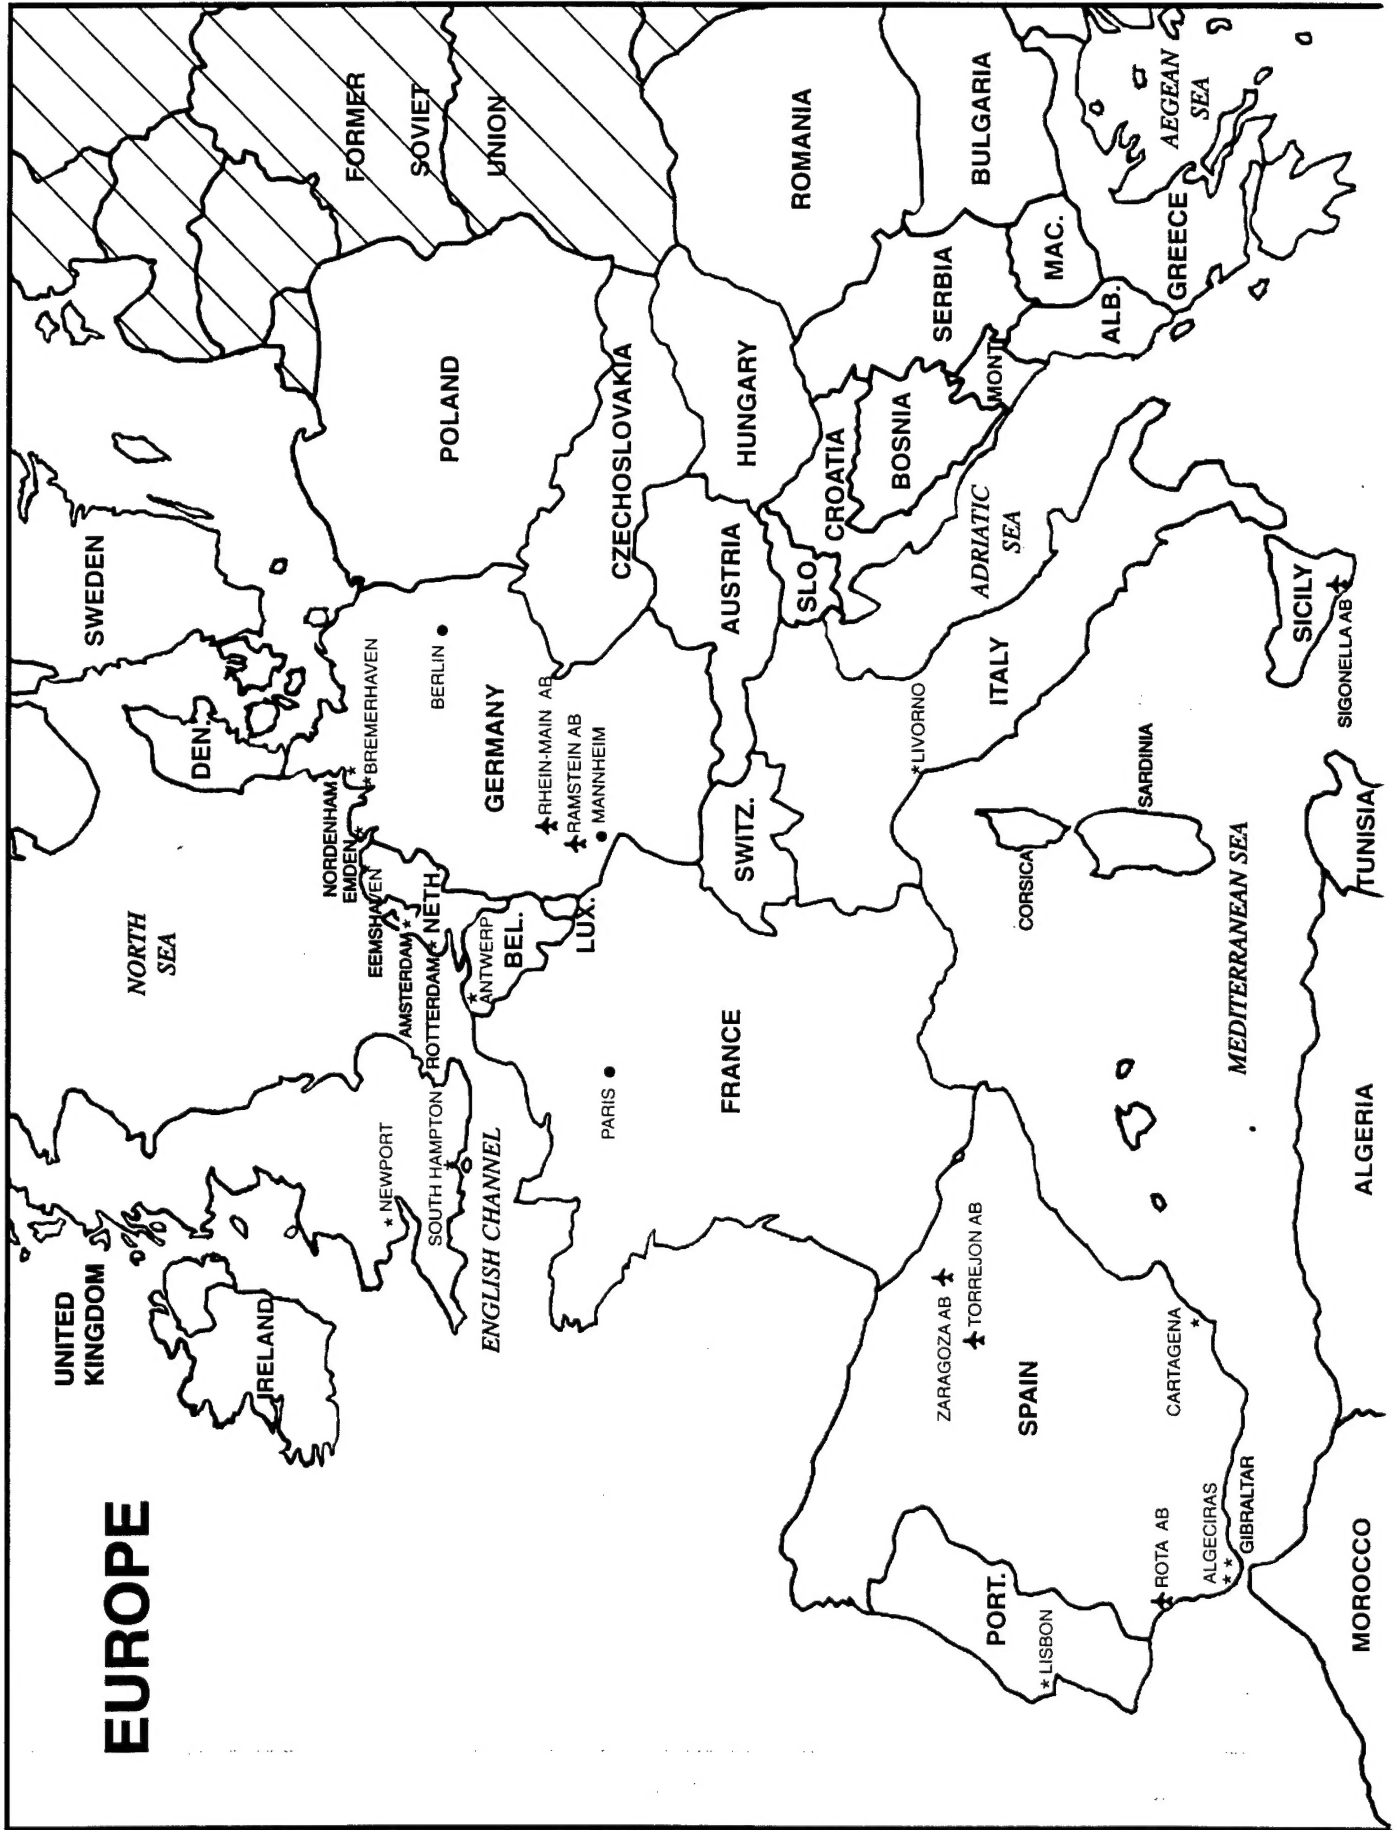 EUROPE
UNITED
KINGDOM
IRELAND
NORTH
SEA
SWEDEN
DEN.
FORMER
SOVIET
UNION
NEWPORT
SOUTH HAMPTON
ENGLISH CHANNEL
NORDENHAM
EMDEN
BREMERHAVEN
EEMSHAVEN
AMSTERDAM
ROTTERDAM
NETH.
ANTWERP
BEL.
LUX.
BERLIN
GERMANY
RHEIN-MAIN AB
RAMSTEIN AB
MANNHEIM
POLAND
CZECHOSLOVAKIA
PARIS
FRANCE
SWITZ.
AUSTRIA
HUNGARY
ROMANIA
SLO.
CROATIA
BOSNIA
SERBIA
MONT.
BULGARIA
MAC.
ALB.
GREECE
AEGEAN
SEA
ADRIATIC
SEA
LIVORNO
ITALY
CORSICA
SARDINIA
SICILY
SIGONELLA AB
ZARAGOZA AB
TORREJON AB
SPAIN
PORT.
LISBON
CARTAGENA
ROTA AB
ALGECIRAS
GIBRALTAR
MEDITERRANEAN SEA
MOROCCO
ALGERIA
TUNISIA